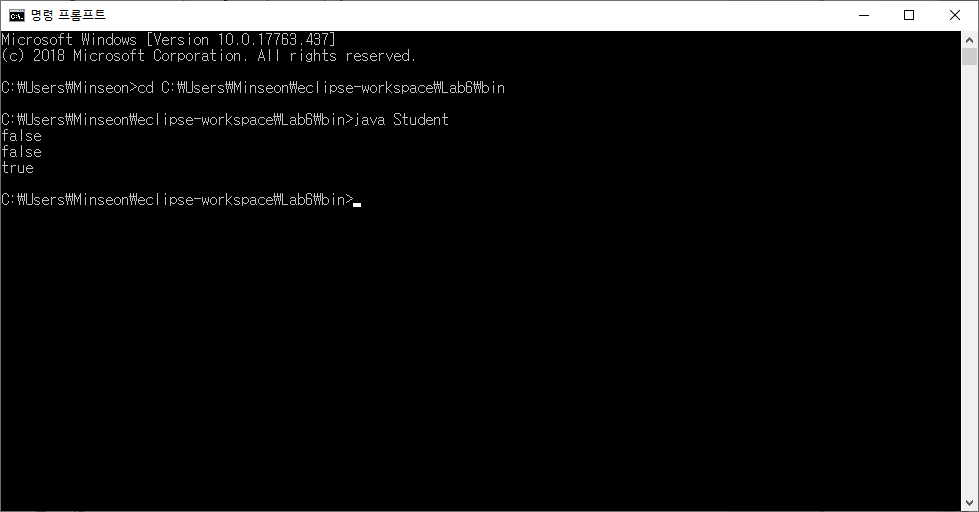 명령 프롬프트
Microsoft Windows [Version 10.0.17763.437]
(c) 2018 Microsoft Corporation. All rights reserved.
C:₩Users₩Minseon>cd C:₩Users₩Minseon₩eclipse-workspace₩Lab6₩bin
C:₩Users₩Minseon₩eclipse-workspace₩Lab6₩bin>java Student
false
false
true
C:₩Users₩Minseon₩eclipse-workspace₩Lab6₩bin>